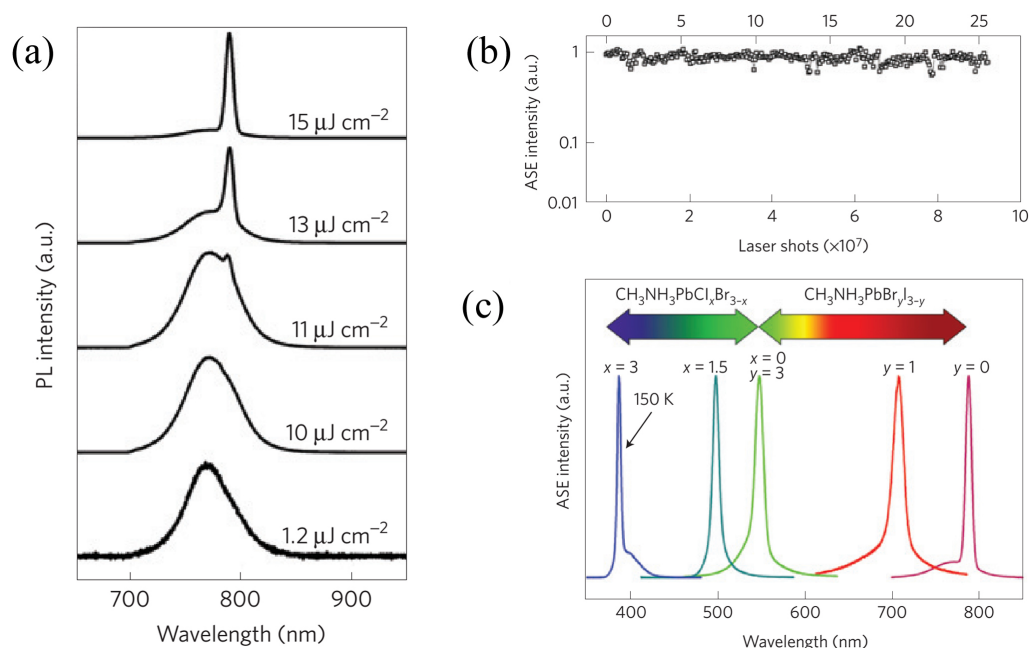 (a)
15 µJ cm⁻²
13 µJ cm⁻²
11 µJ cm⁻²
10 µJ cm⁻²
1.2 µJ cm⁻²
PL intensity (a.u.)
700 800 900
Wavelength (nm)
(b)
0 5 10 15 20 25
1
0.1
0.01
ASE intensity (a.u.)
0 2 4 6 8 10
Laser shots (×10⁷)
(c)
CH₃NH₃PbClₓBr₃₋ₓ CH₃NH₃PbBrᵧI₃₋ᵧ
x = 3 x = 1.5 x = 0 y = 1 y = 0
y = 3
150 K
ASE intensity (a.u.)
400 500 600 700 800
Wavelength (nm)